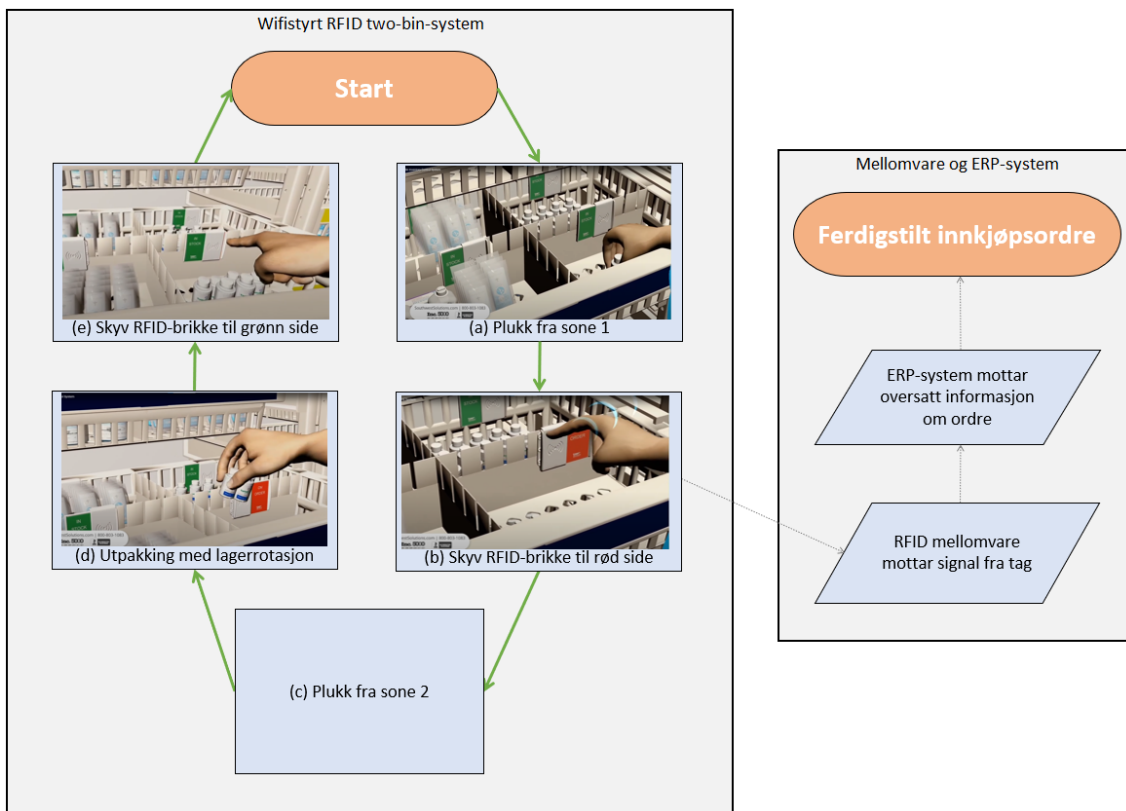 Wifistyrt RFID two-bin-system
Start
(e) Skyv RFID-brikke til grønn side
(a) Plukk fra sone 1
(d) Utpakking med lagerrotasjon
(b) Skyv RFID-brikke til rød side
(c) Plukk fra sone 2
Mellomvare og ERP-system
Ferdigstilt innkjøpsordre
ERP-system mottar
oversatt informasjon
om ordre
RFID mellomvare
mottar signal fra tag